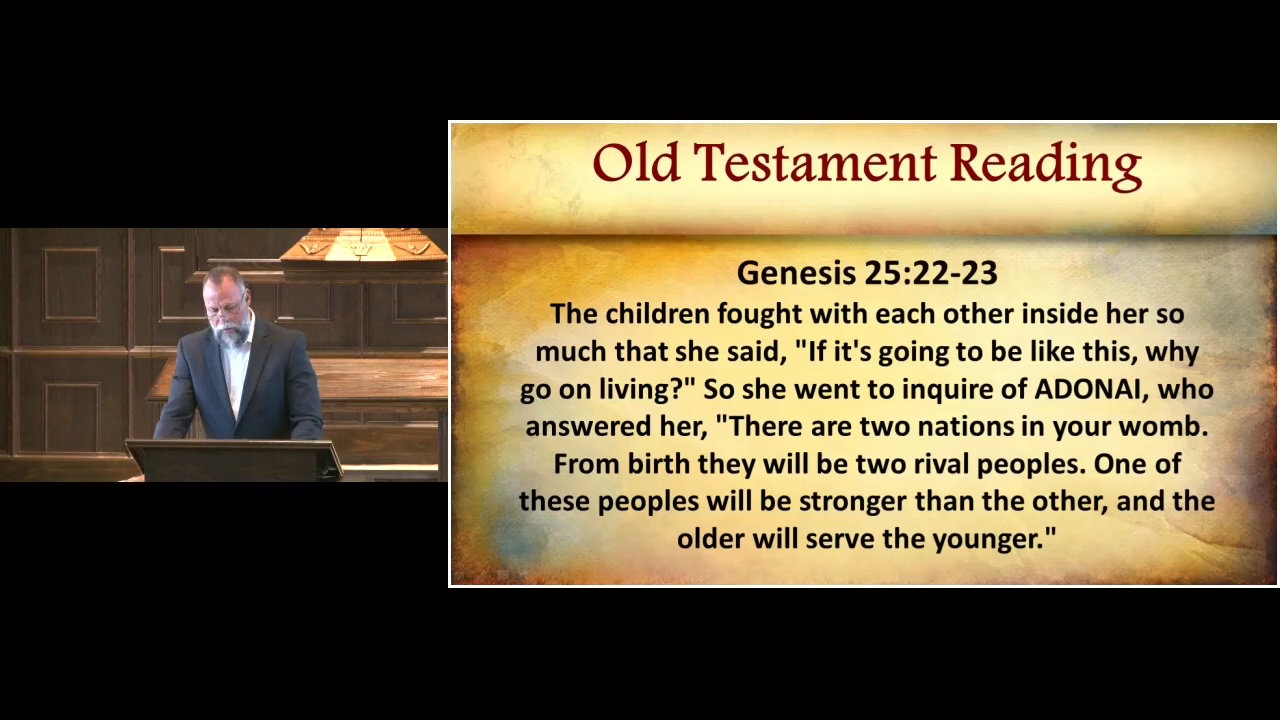 Old Testament Reading
Genesis 25:22-23
The children fought with each other inside her so
much that she said, "If it's going to be like this, why
go on living?" So she went to inquire of ADONAI, who
answered her, "There are two nations in your womb.
From birth they will be two rival peoples. One of
these peoples will be stronger than the other, and the
older will serve the younger."